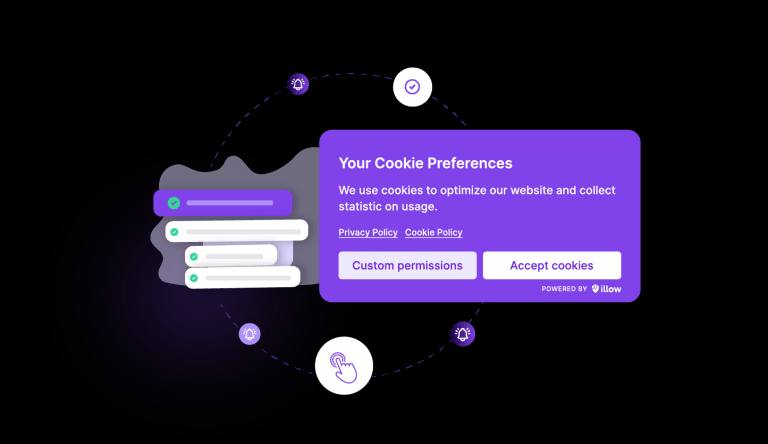 Your Cookie Preferences
We use cookies to optimize our website and collect
statistic on usage.
Privacy Policy Cookie Policy
Custom permissions Accept cookies
POWERED BY illow